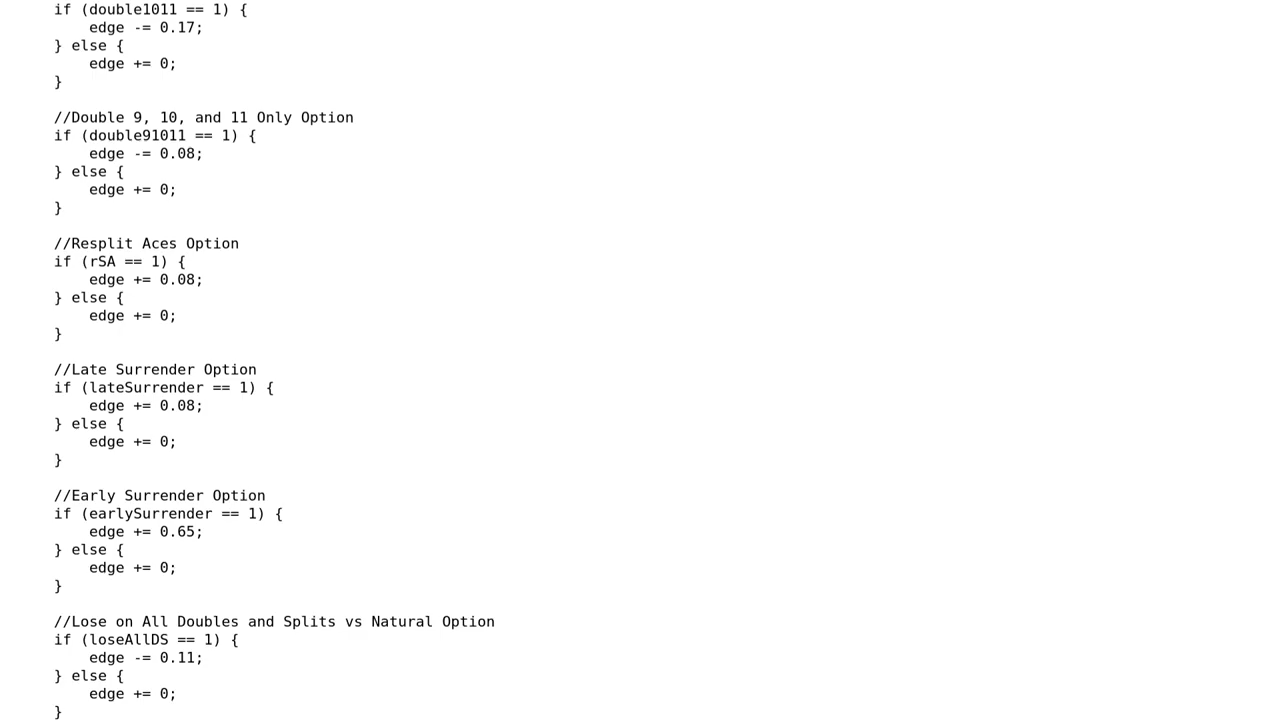 if (double1011 == 1) {
    edge -= 0.17;
} else {
    edge += 0;
}

//Double 9, 10, and 11 Only Option
if (double91011 == 1) {
    edge -= 0.08;
} else {
    edge += 0;
}

//Resplit Aces Option
if (rSA == 1) {
    edge += 0.08;
} else {
    edge += 0;
}

//Late Surrender Option
if (lateSurrender == 1) {
    edge += 0.08;
} else {
    edge += 0;
}

//Early Surrender Option
if (earlySurrender == 1) {
    edge += 0.65;
} else {
    edge += 0;
}

//Lose on All Doubles and Splits vs Natural Option
if (loseAllDS == 1) {
    edge -= 0.11;
} else {
    edge += 0;
}